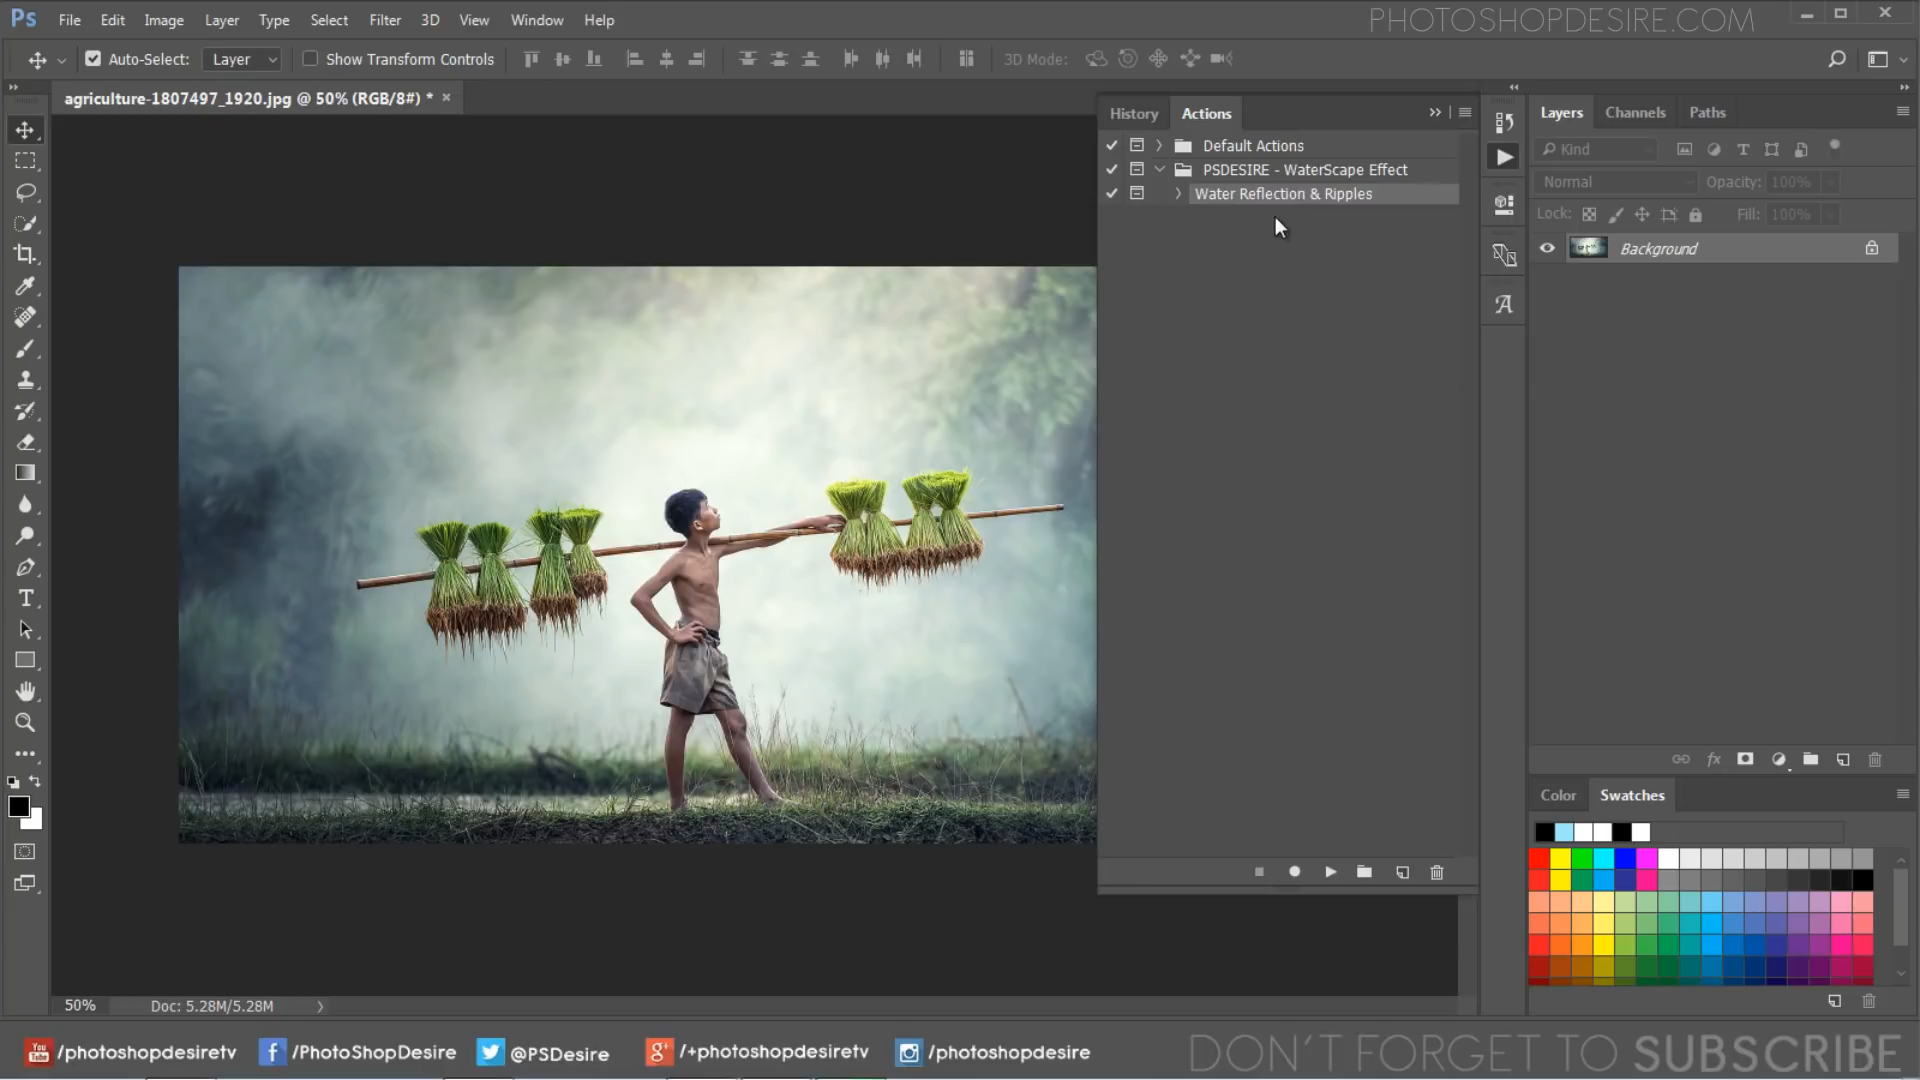 Ps File Edit Image Layer Type Select Filter 3D View Window Help
PHOTOSHOPDESIRE.COM
Auto-Select: Layer Show Transform Controls 3D Mode:
agriculture-1807497_1920.jpg @ 50% (RGB/8#) * ×
History Actions
Default Actions
PSDESIRE - WaterScape Effect
Water Reflection & Ripples
Layers Channels Paths
Kind
Normal Opacity: 100%
Lock: Fill: 100%
Background
fx
Color Swatches
50% Doc: 5.28M/5.28M
You Tube /photoshopdesiretv /PhotoShopDesire @PSDesire /+photoshopdesiretv /photoshopdesire
DON'T FORGET TO SUBSCRIBE